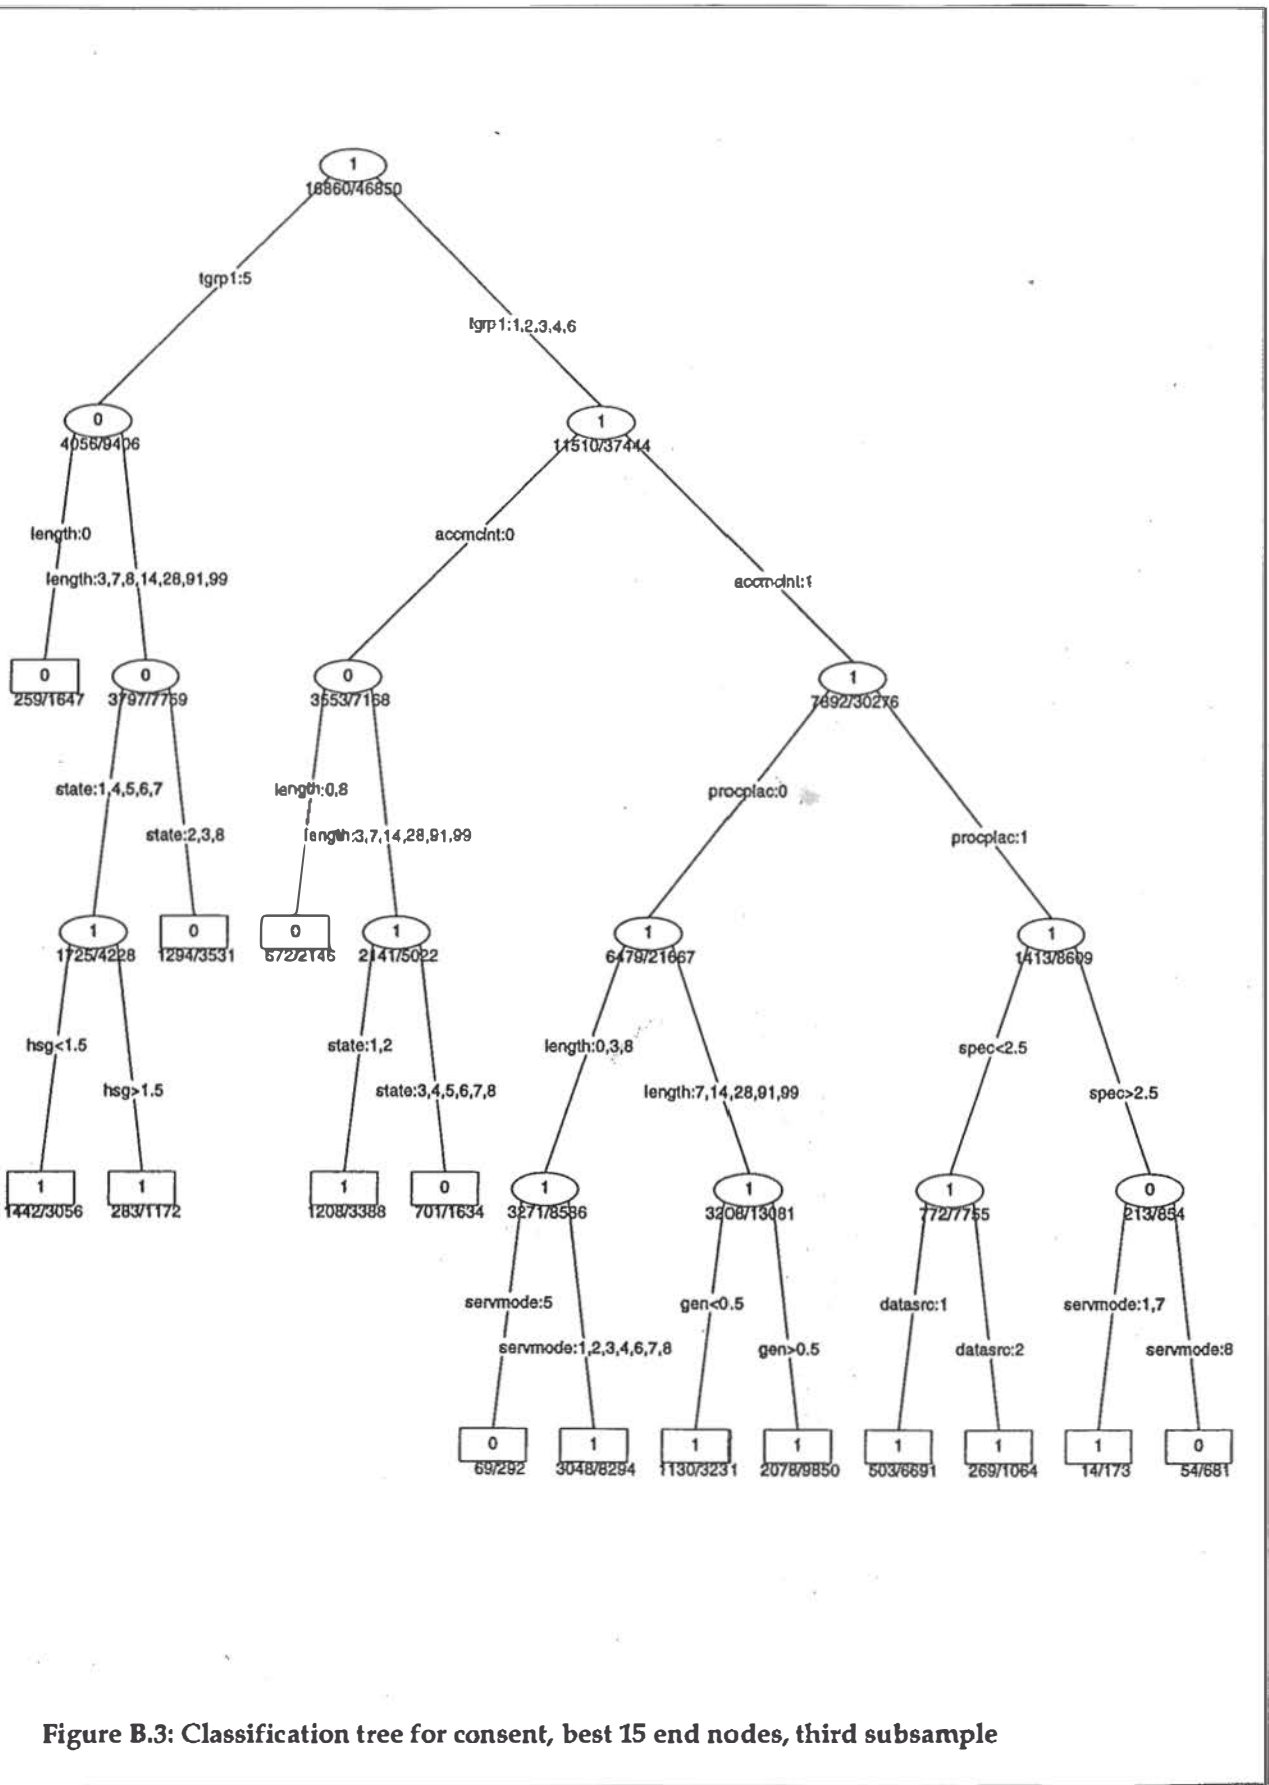 1
16860/46850
tgrp1:5
tgrp1:1,2,3,4,6
0
4056/9406
1
11510/37444
length:0
accmcint:0
length:3,7,8,14,28,91,99
accmcint:1
0
259/1647
0
3797/7759
0
3553/7168
1
7892/30276
state:1,4,5,6,7
length:0,8
procplac:0
state:2,3,8
length:3,7,14,28,91,99
procplac:1
1
1725/4228
0
1294/3531
0
672/2146
1
2141/5022
1
6479/21667
1
1413/8609
hsg<1.5
state:1,2
length:0,3,8
spec<2.5
hsg>1.5
state:3,4,5,6,7,8
length:7,14,28,91,99
spec>2.5
1
1442/3056
1
283/1172
1
1208/3388
0
701/1634
1
3271/8586
1
3208/13081
1
772/7755
0
213/854
servmode:5
gen<0.5
datasrc:1
servmode:1,7
servmode:1,2,3,4,6,7,8
gen>0.5
datasrc:2
servmode:8
0
69/292
1
3048/8294
1
1130/3231
1
2078/9850
1
503/6691
1
269/1064
1
14/173
0
54/681
Figure B.3: Classification tree for consent, best 15 end nodes, third subsample